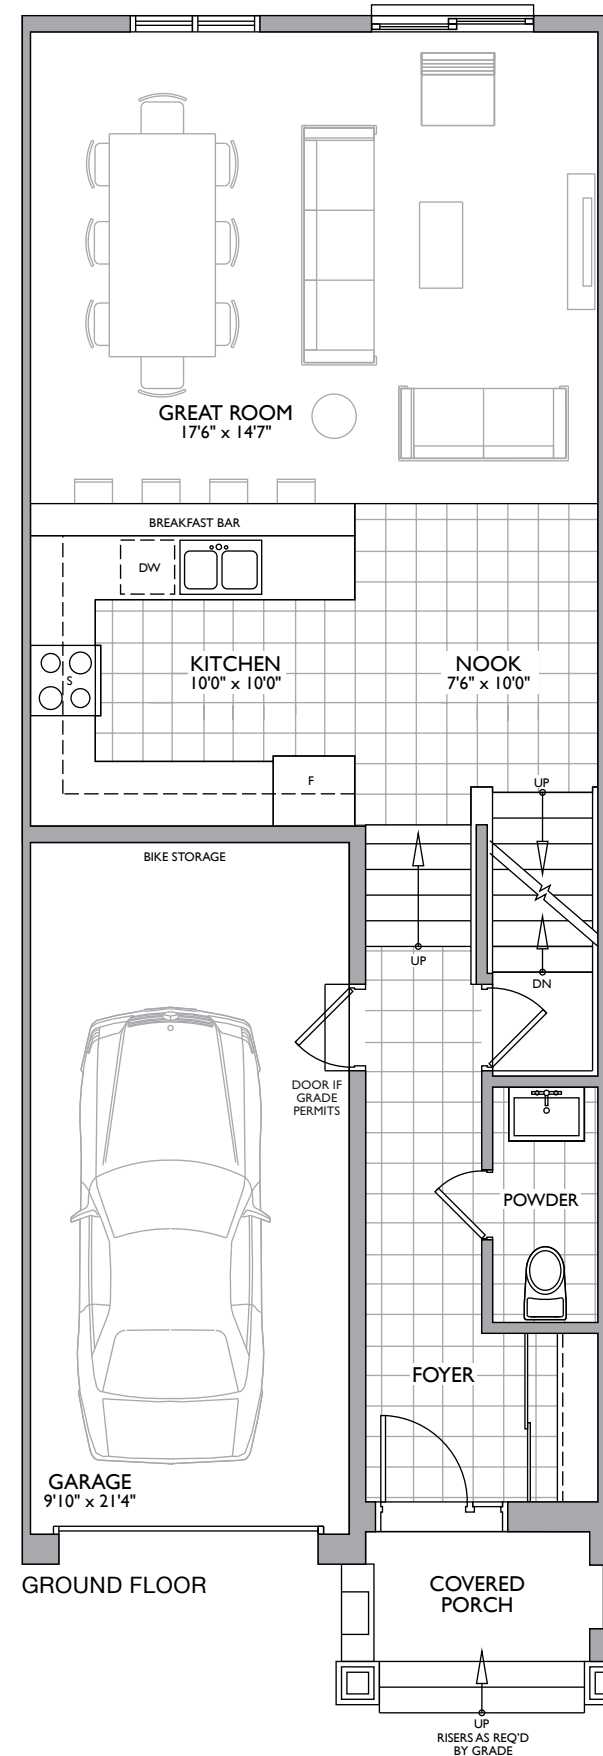 GREAT ROOM
17'6" x 14'7"
BREAKFAST BAR
DW
KITCHEN
10'0" x 10'0"
NOOK
7'6" x 10'0"
S
F
UP
BIKE STORAGE
UP
DN
DOOR IF
GRADE
PERMITS
POWDER
FOYER
GARAGE
9'10" x 21'4"
GROUND FLOOR
COVERED
PORCH
UP
RISERS AS REQ'D
BY GRADE